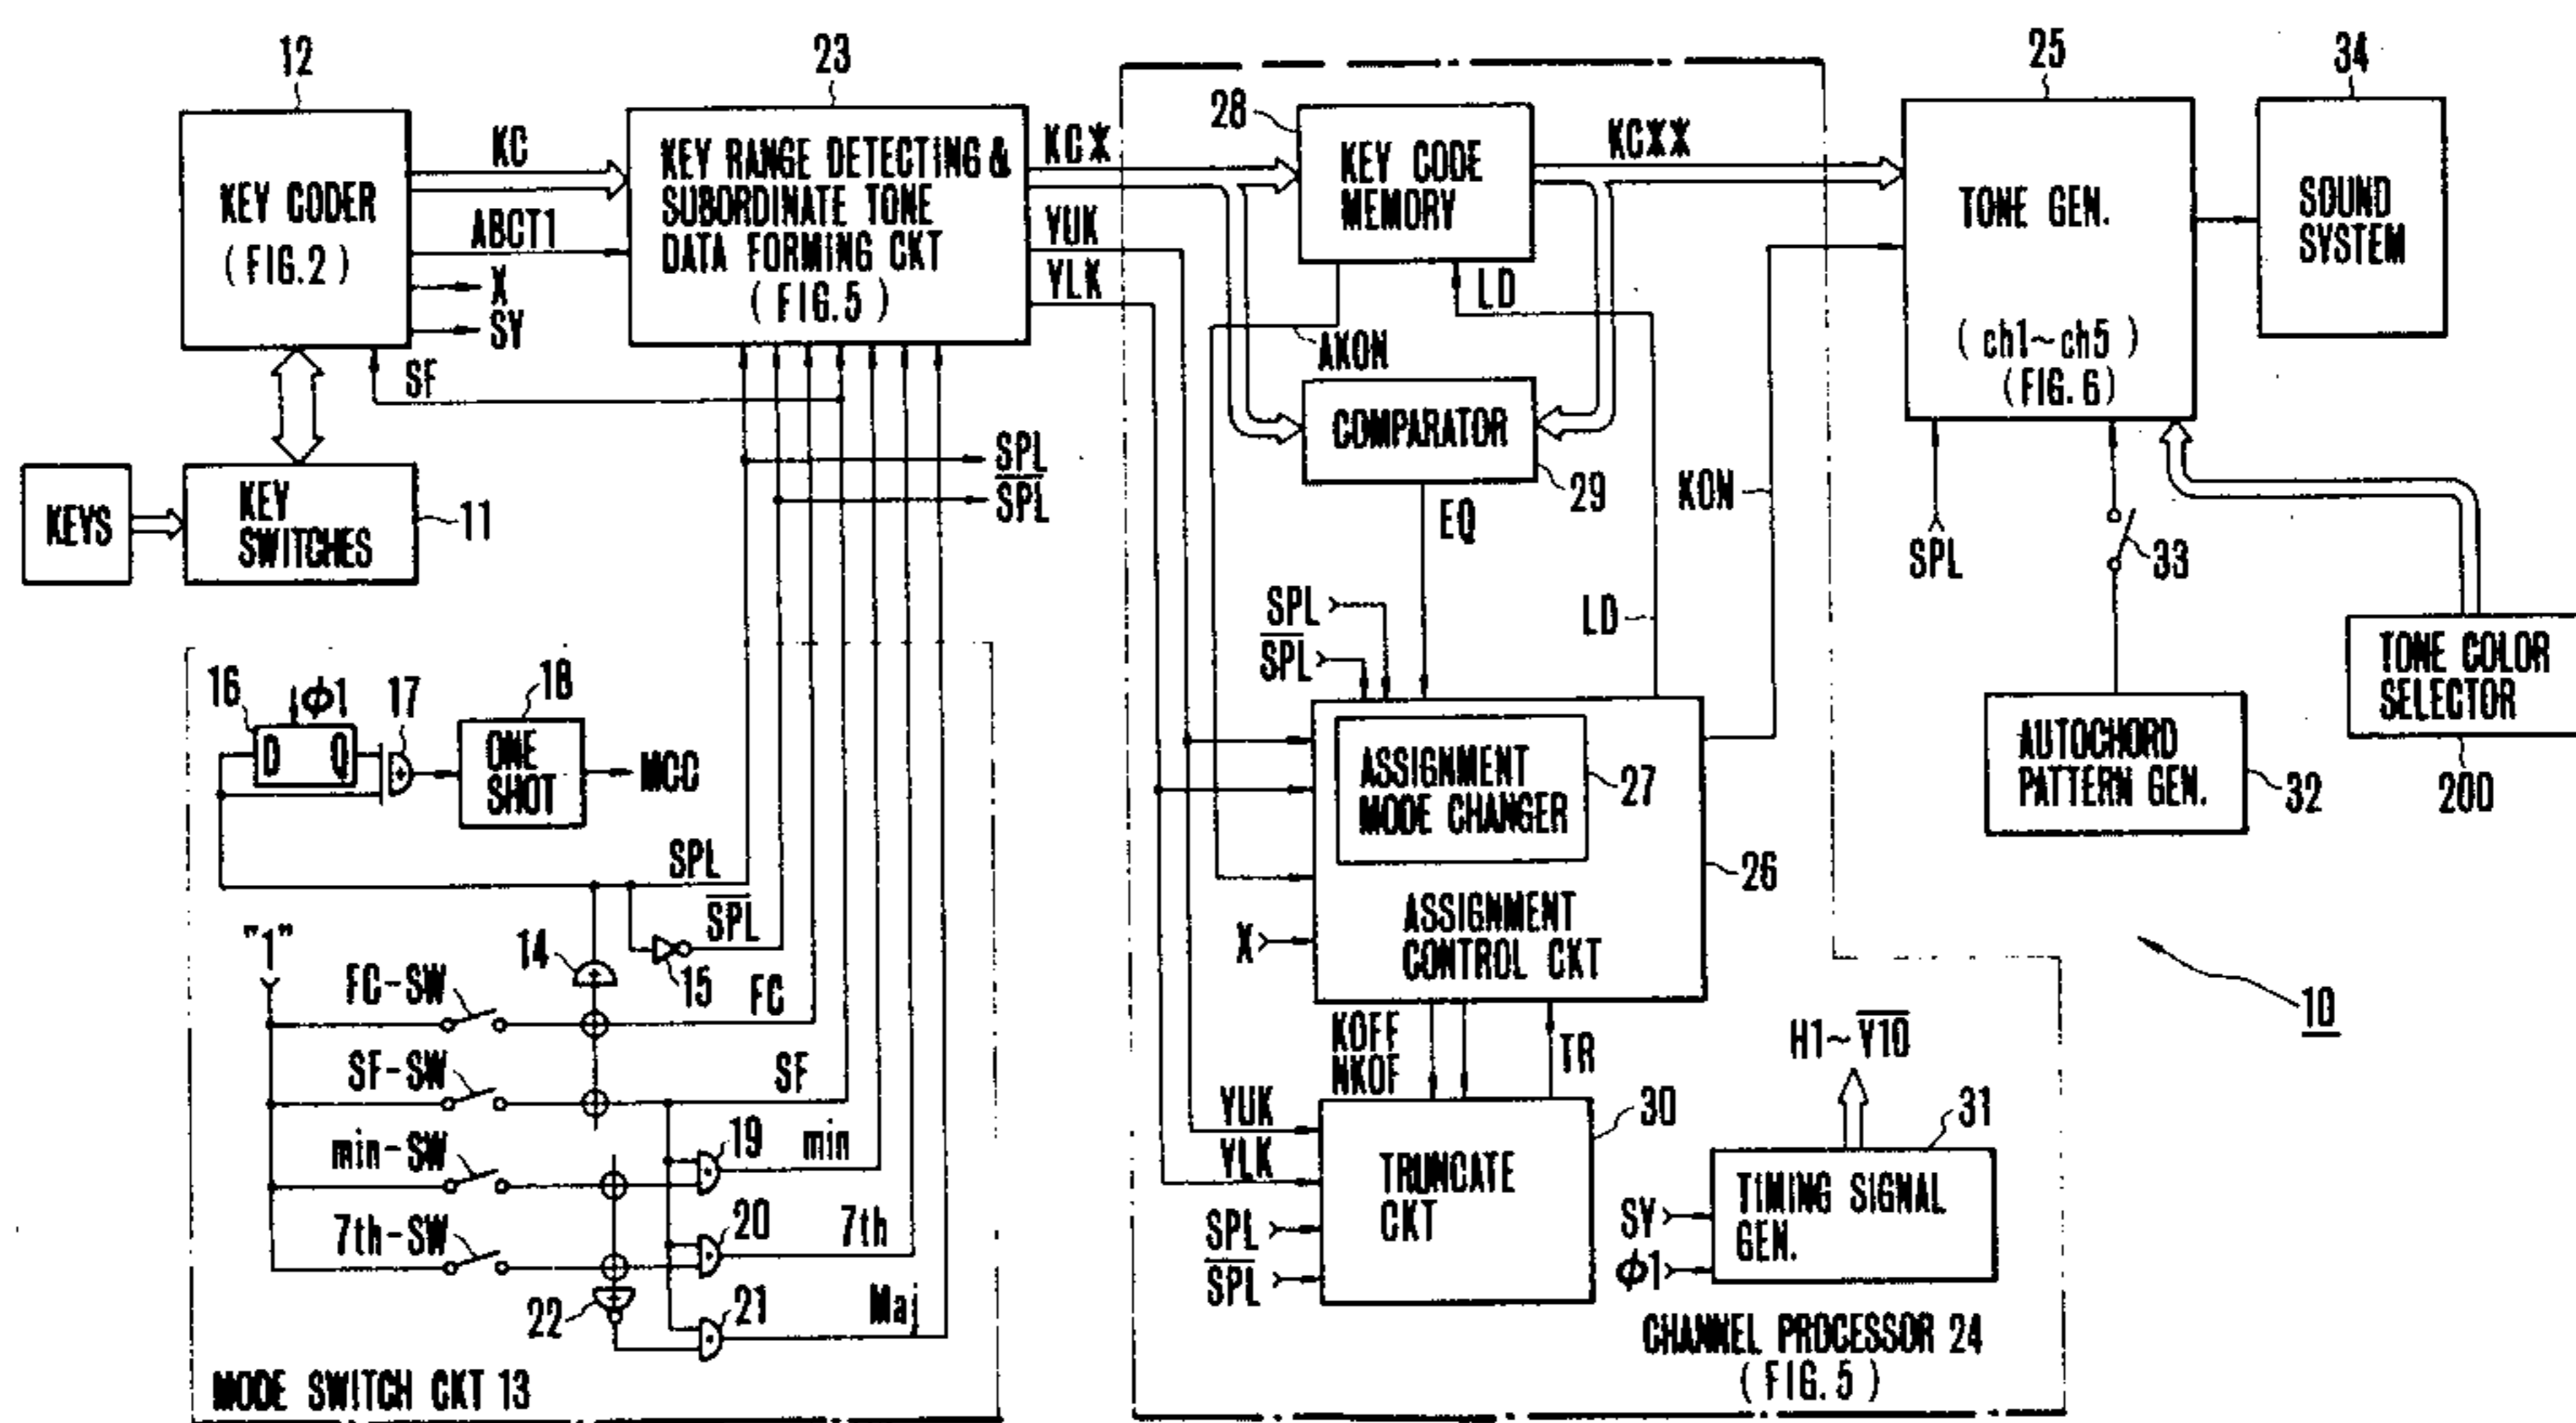 12
KEY CODER
(FIG.2)
KC
ABCT1
X
SY
SF
23
KEY RANGE DETECTING &
SUBORDINATE TONE
DATA FORMING CKT
(FIG.5)
KC*
YUK
YLK
28
KEY CODE
MEMORY
KC**
LD
AKON
COMPARATOR
29
EQ
25
TONE GEN.
(ch1~ch5)
(FIG.6)
34
SOUND
SYSTEM
KEYS
KEY
SWITCHES
11
SPL
SPL̅
KON
SPL
33
TONE COLOR
SELECTOR
200
AUTOCHORD
PATTERN GEN.
32
16
D Q
ϕ1
17
18
ONE
SHOT
MCC
SPL
SPL̅
14
15
"1"
FC-SW
FC
SF-SW
SF
min-SW
19
min
7th-SW
20
7th
22
21
Maj
MODE SWITCH CKT 13
SPL
SPL̅
LD
ASSIGNMENT
MODE CHANGER
27
26
ASSIGNMENT
CONTROL CKT
X
KOFF
NKOF
TR
YUK
YLK
TRUNCATE
CKT
30
SPL
SPL̅
H1~Y̅1̅0̅
31
TIMING SIGNAL
GEN.
SY
ϕ1
CHANNEL PROCESSOR 24
(FIG.5)
10